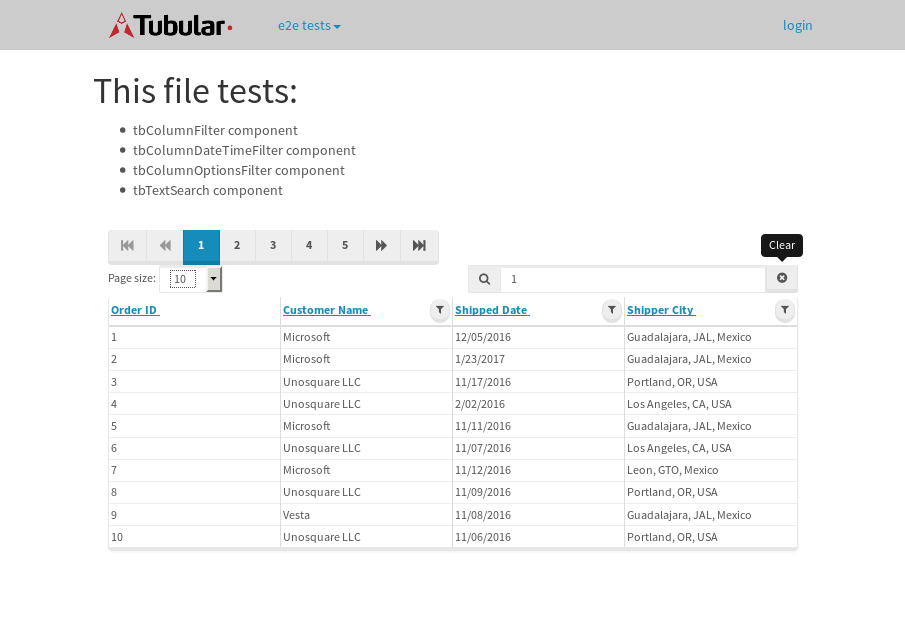 Tubular e2e tests login
This file tests:
tbColumnFilter component
tbColumnDateTimeFilter component
tbColumnOptionsFilter component
tbTextSearch component
1 2 3 4 5
Clear
Page size: 10 1
Order ID Customer Name Shipped Date Shipper City
1 Microsoft 12/05/2016 Guadalajara, JAL, Mexico
2 Microsoft 1/23/2017 Guadalajara, JAL, Mexico
3 Unosquare LLC 11/17/2016 Portland, OR, USA
4 Unosquare LLC 2/02/2016 Los Angeles, CA, USA
5 Microsoft 11/11/2016 Guadalajara, JAL, Mexico
6 Unosquare LLC 11/07/2016 Los Angeles, CA, USA
7 Microsoft 11/12/2016 Leon, GTO, Mexico
8 Unosquare LLC 11/09/2016 Portland, OR, USA
9 Vesta 11/08/2016 Guadalajara, JAL, Mexico
10 Unosquare LLC 11/06/2016 Portland, OR, USA